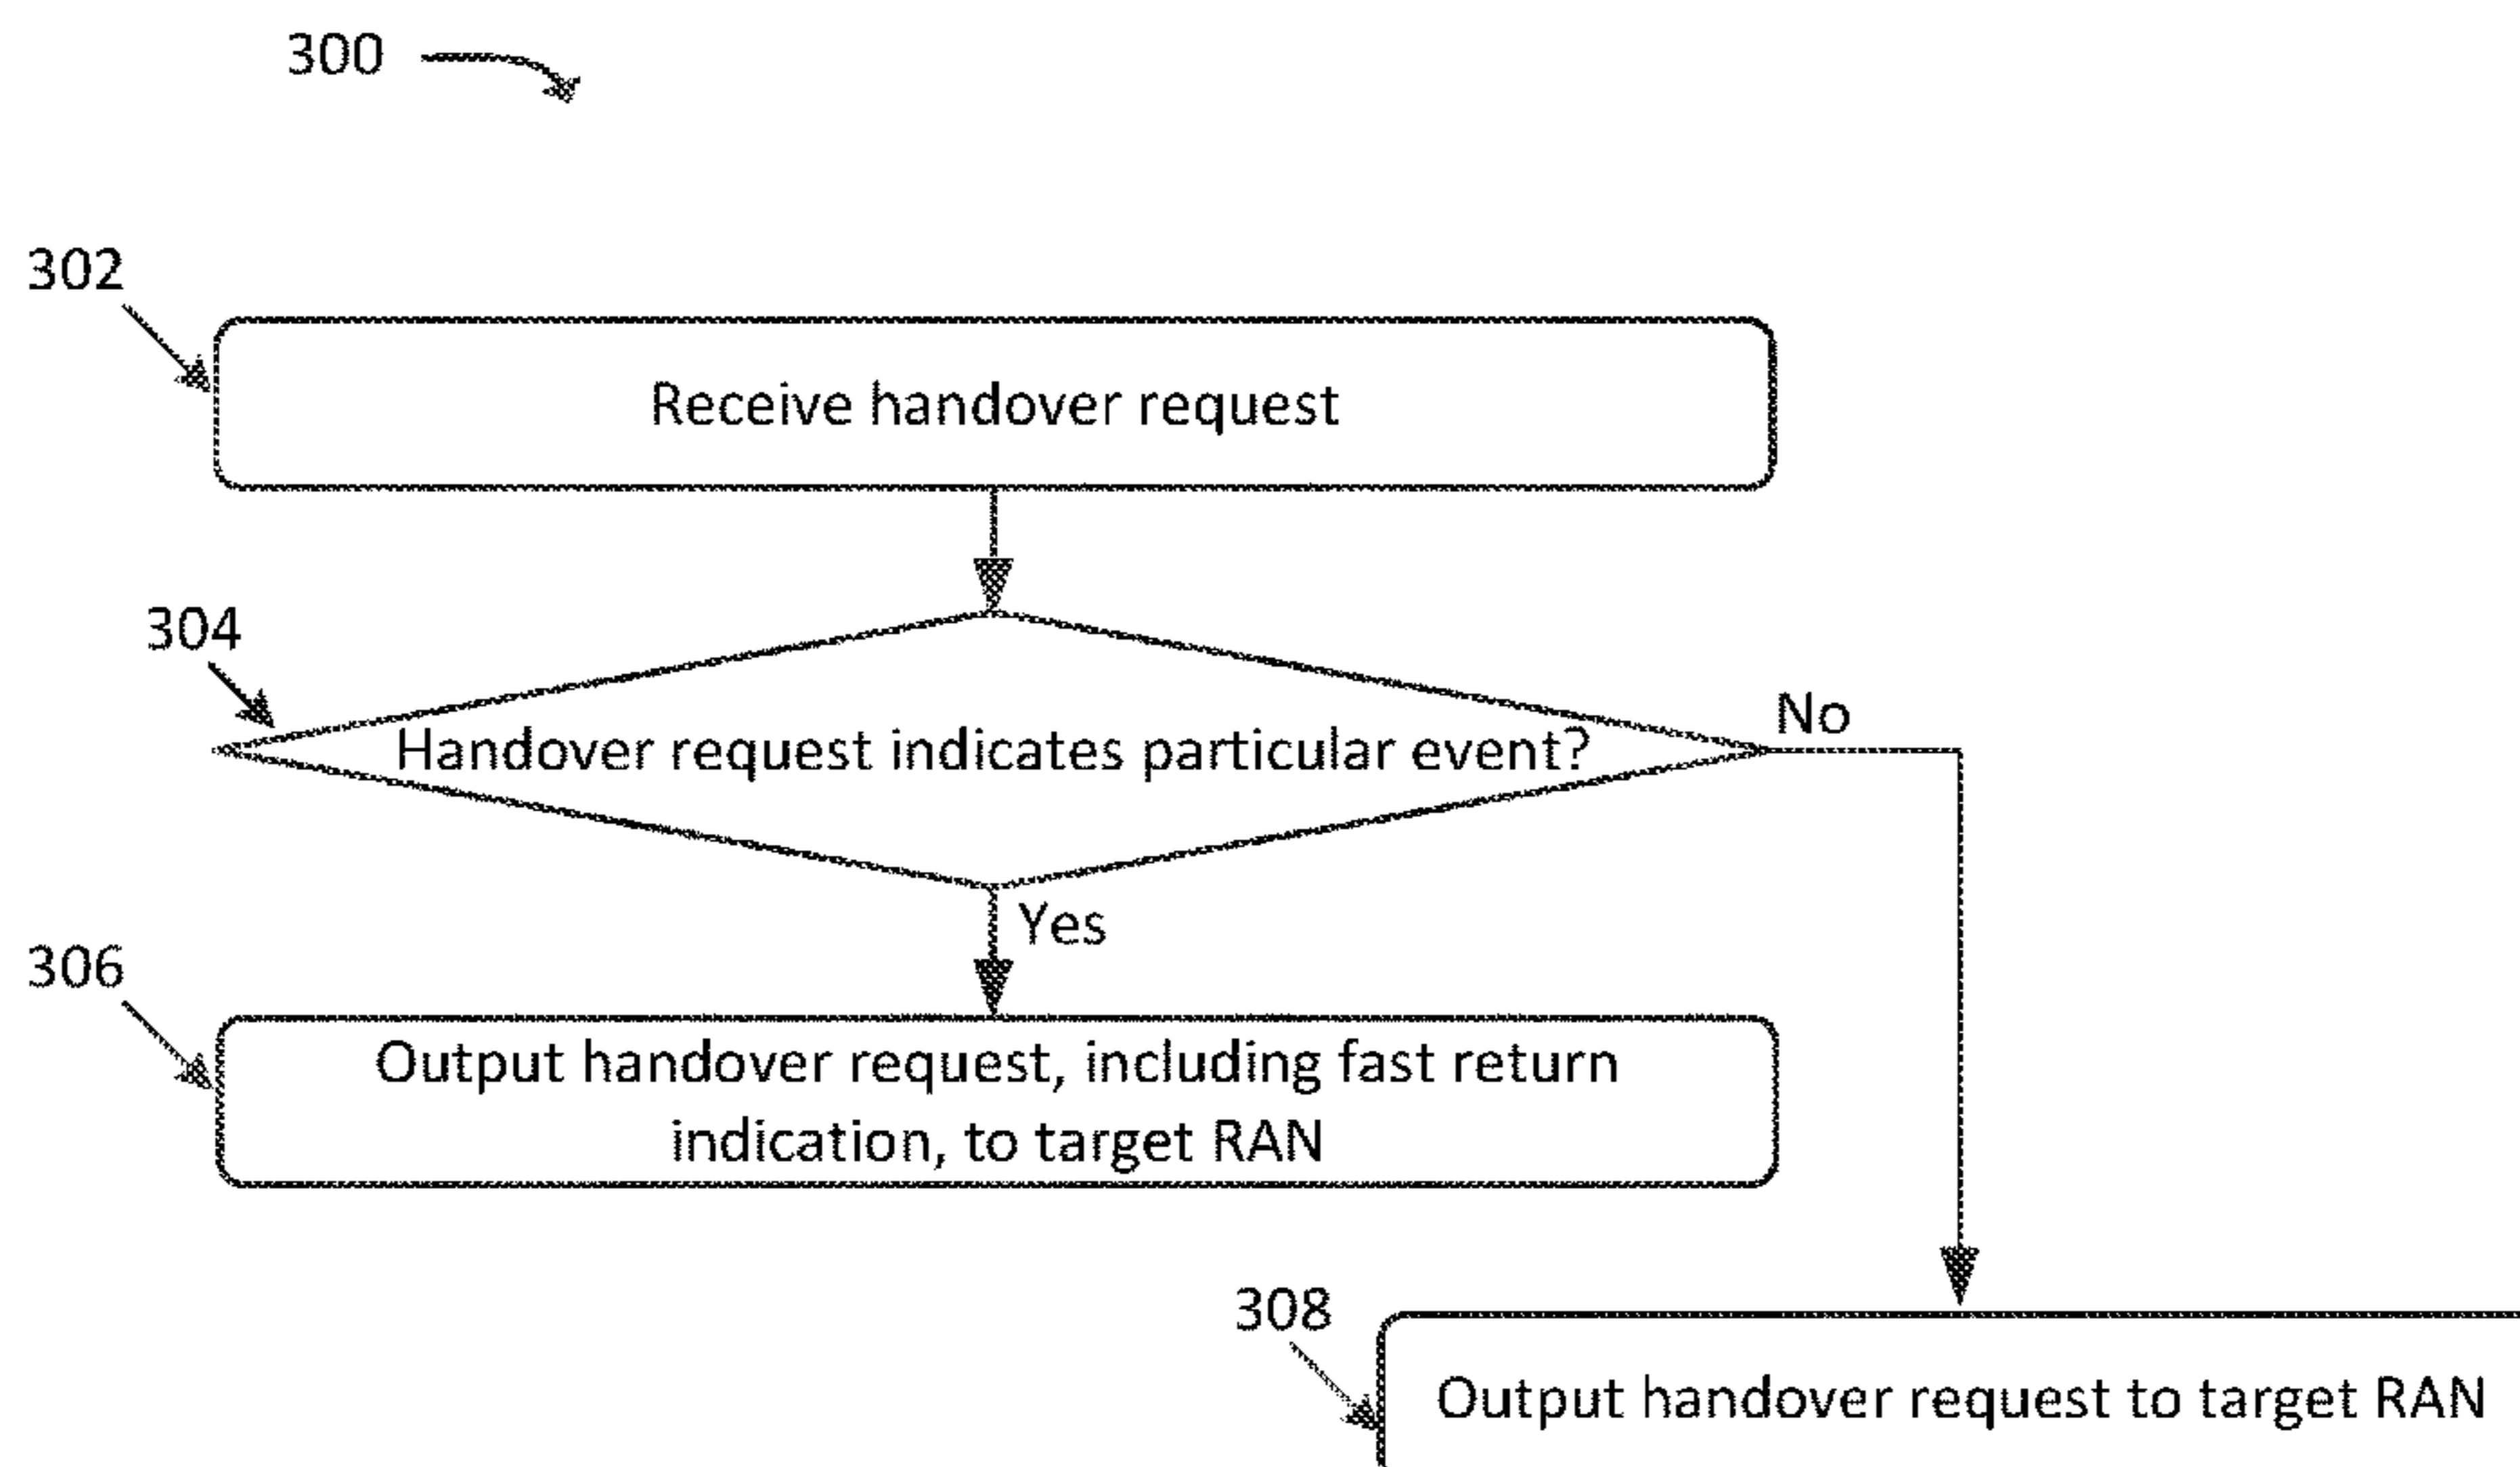 300
302
Receive handover request
304
Handover request indicates particular event?
No
Yes
306
Output handover request, including fast return
indication, to target RAN
308
Output handover request to target RAN